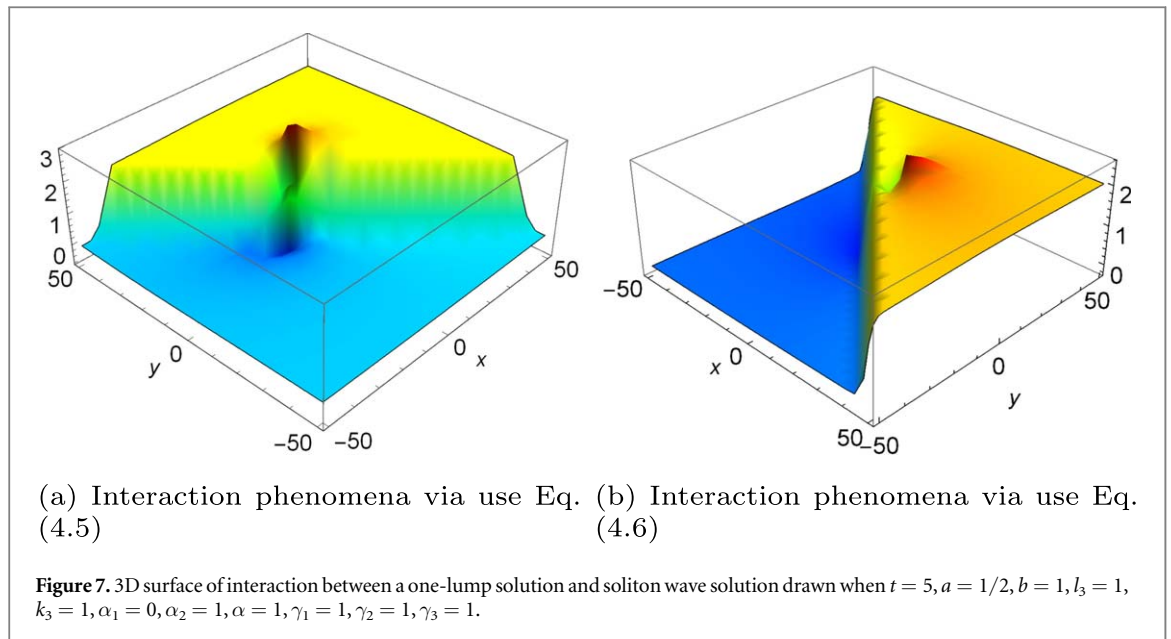 3
2
1
0
50
y
0
-50
-50
0
x
50
-50
x
0
50
-50
0
y
50
0
1
2
(a) Interaction phenomena via use Eq. (4.5)
(b) Interaction phenomena via use Eq. (4.6)
Figure 7. 3D surface of interaction between a one-lump solution and soliton wave solution drawn when t = 5, a = 1/2, b = 1, l₃ = 1,
k₃ = 1, α₁ = 0, α₂ = 1, α = 1, γ₁ = 1, γ₂ = 1, γ₃ = 1.